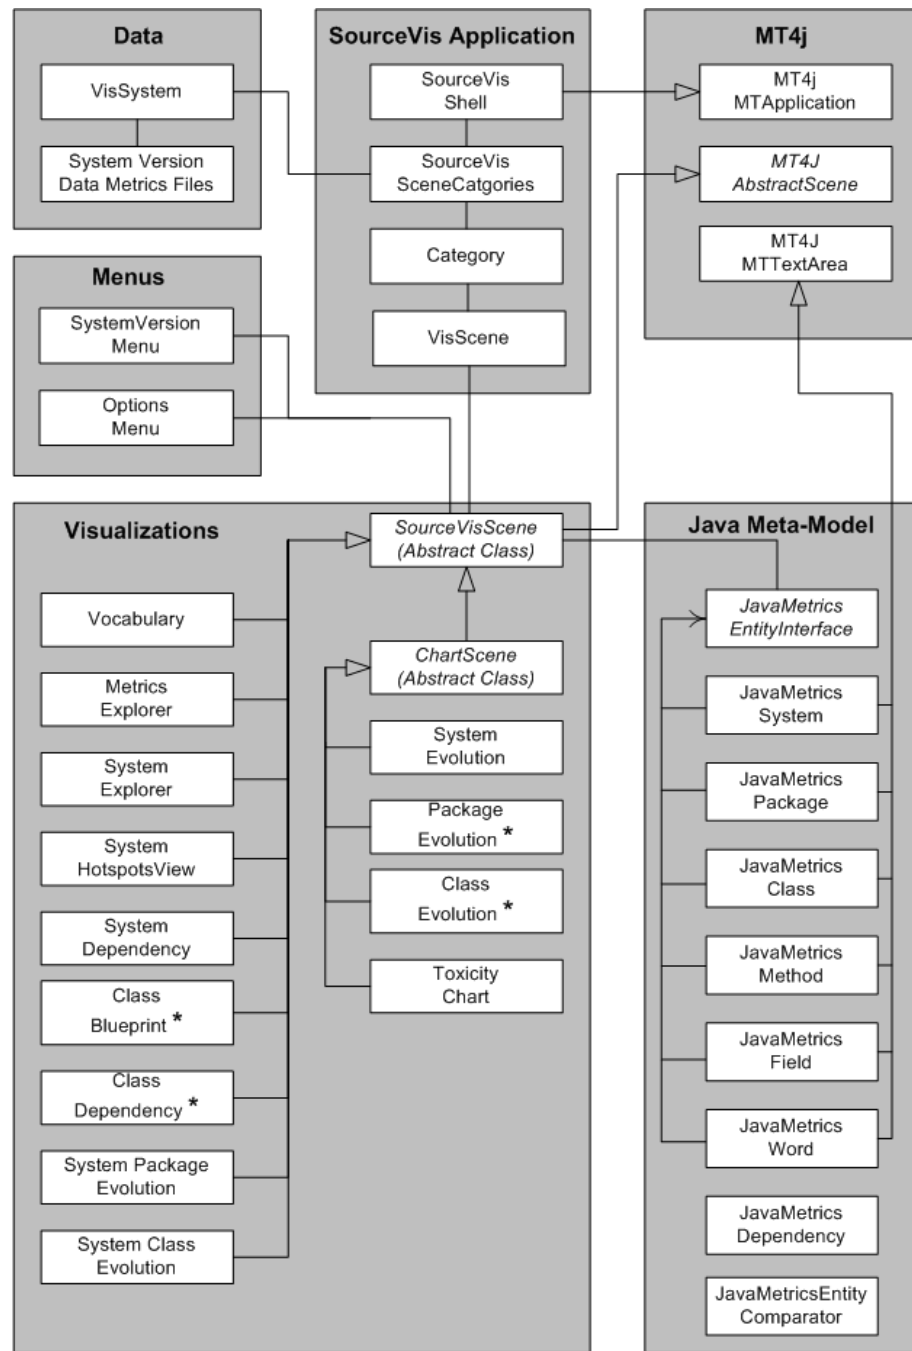 Data
VisSystem
System Version
Data Metrics Files
SourceVis Application
SourceVis
Shell
SourceVis
SceneCatgories
Category
VisScene
MT4j
MT4j
MTApplication
MT4J
AbstractScene
MT4J
MTTextArea
Menus
SystemVersion
Menu
Options
Menu
Visualizations
SourceVisScene
(Abstract Class)
Vocabulary
Metrics
Explorer
System
Explorer
System
HotspotsView
System
Dependency
Class
Blueprint *
Class
Dependency *
System Package
Evolution
System Class
Evolution
ChartScene
(Abstract Class)
System
Evolution
Package
Evolution *
Class
Evolution *
Toxicity
Chart
Java Meta-Model
JavaMetrics
EntityInterface
JavaMetrics
System
JavaMetrics
Package
JavaMetrics
Class
JavaMetrics
Method
JavaMetrics
Field
JavaMetrics
Word
JavaMetrics
Dependency
JavaMetricsEntity
Comparator